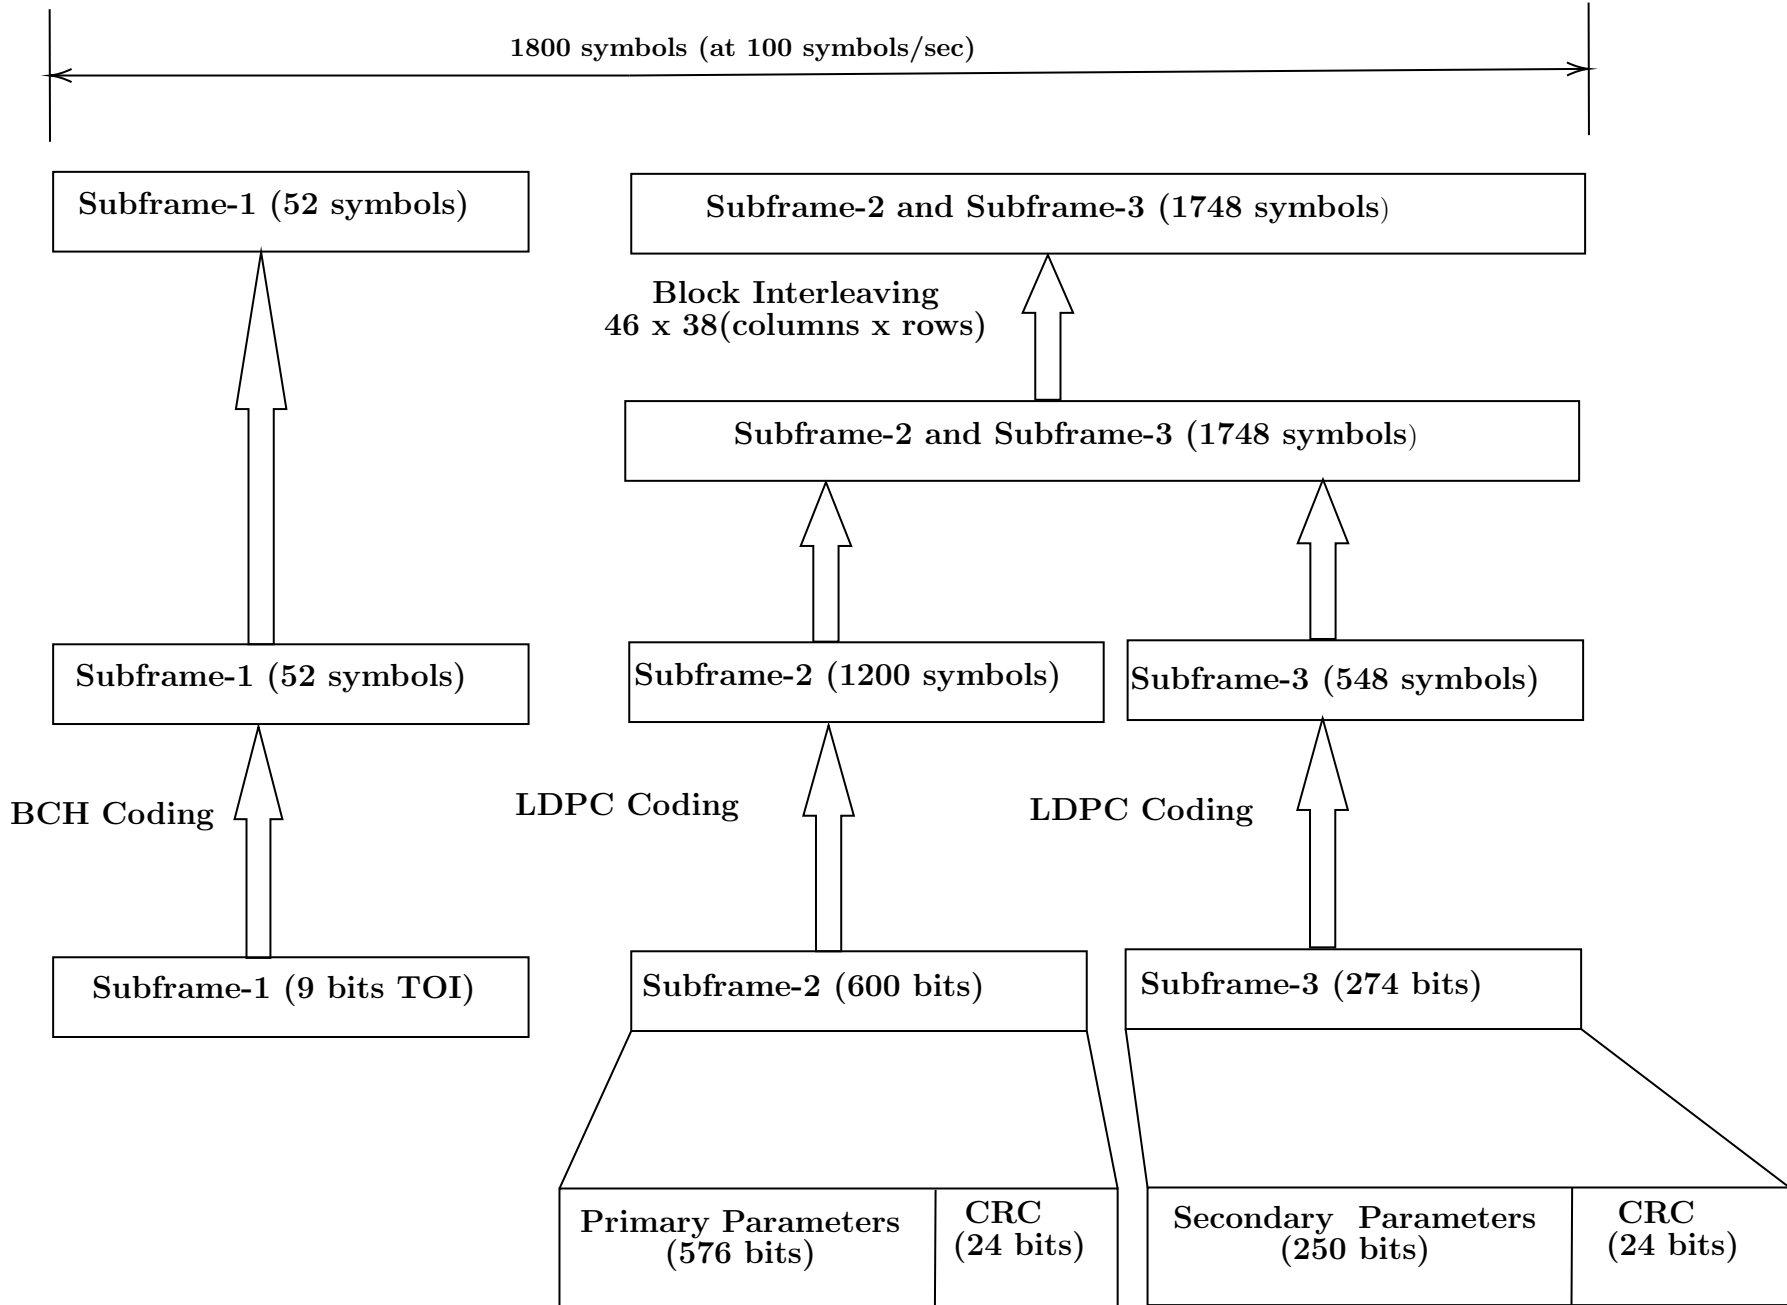 1800 symbols (at 100 symbols/sec)
Subframe-1 (52 symbols)
Subframe-2 and Subframe-3 (1748 symbols)
Block Interleaving
46 x 38(columns x rows)
Subframe-2 and Subframe-3 (1748 symbols)
Subframe-1 (52 symbols)
Subframe-2 (1200 symbols)
Subframe-3 (548 symbols)
BCH Coding
LDPC Coding
LDPC Coding
Subframe-1 (9 bits TOI)
Subframe-2 (600 bits)
Subframe-3 (274 bits)
Primary Parameters
(576 bits)
CRC
(24 bits)
Secondary Parameters
(250 bits)
CRC
(24 bits)